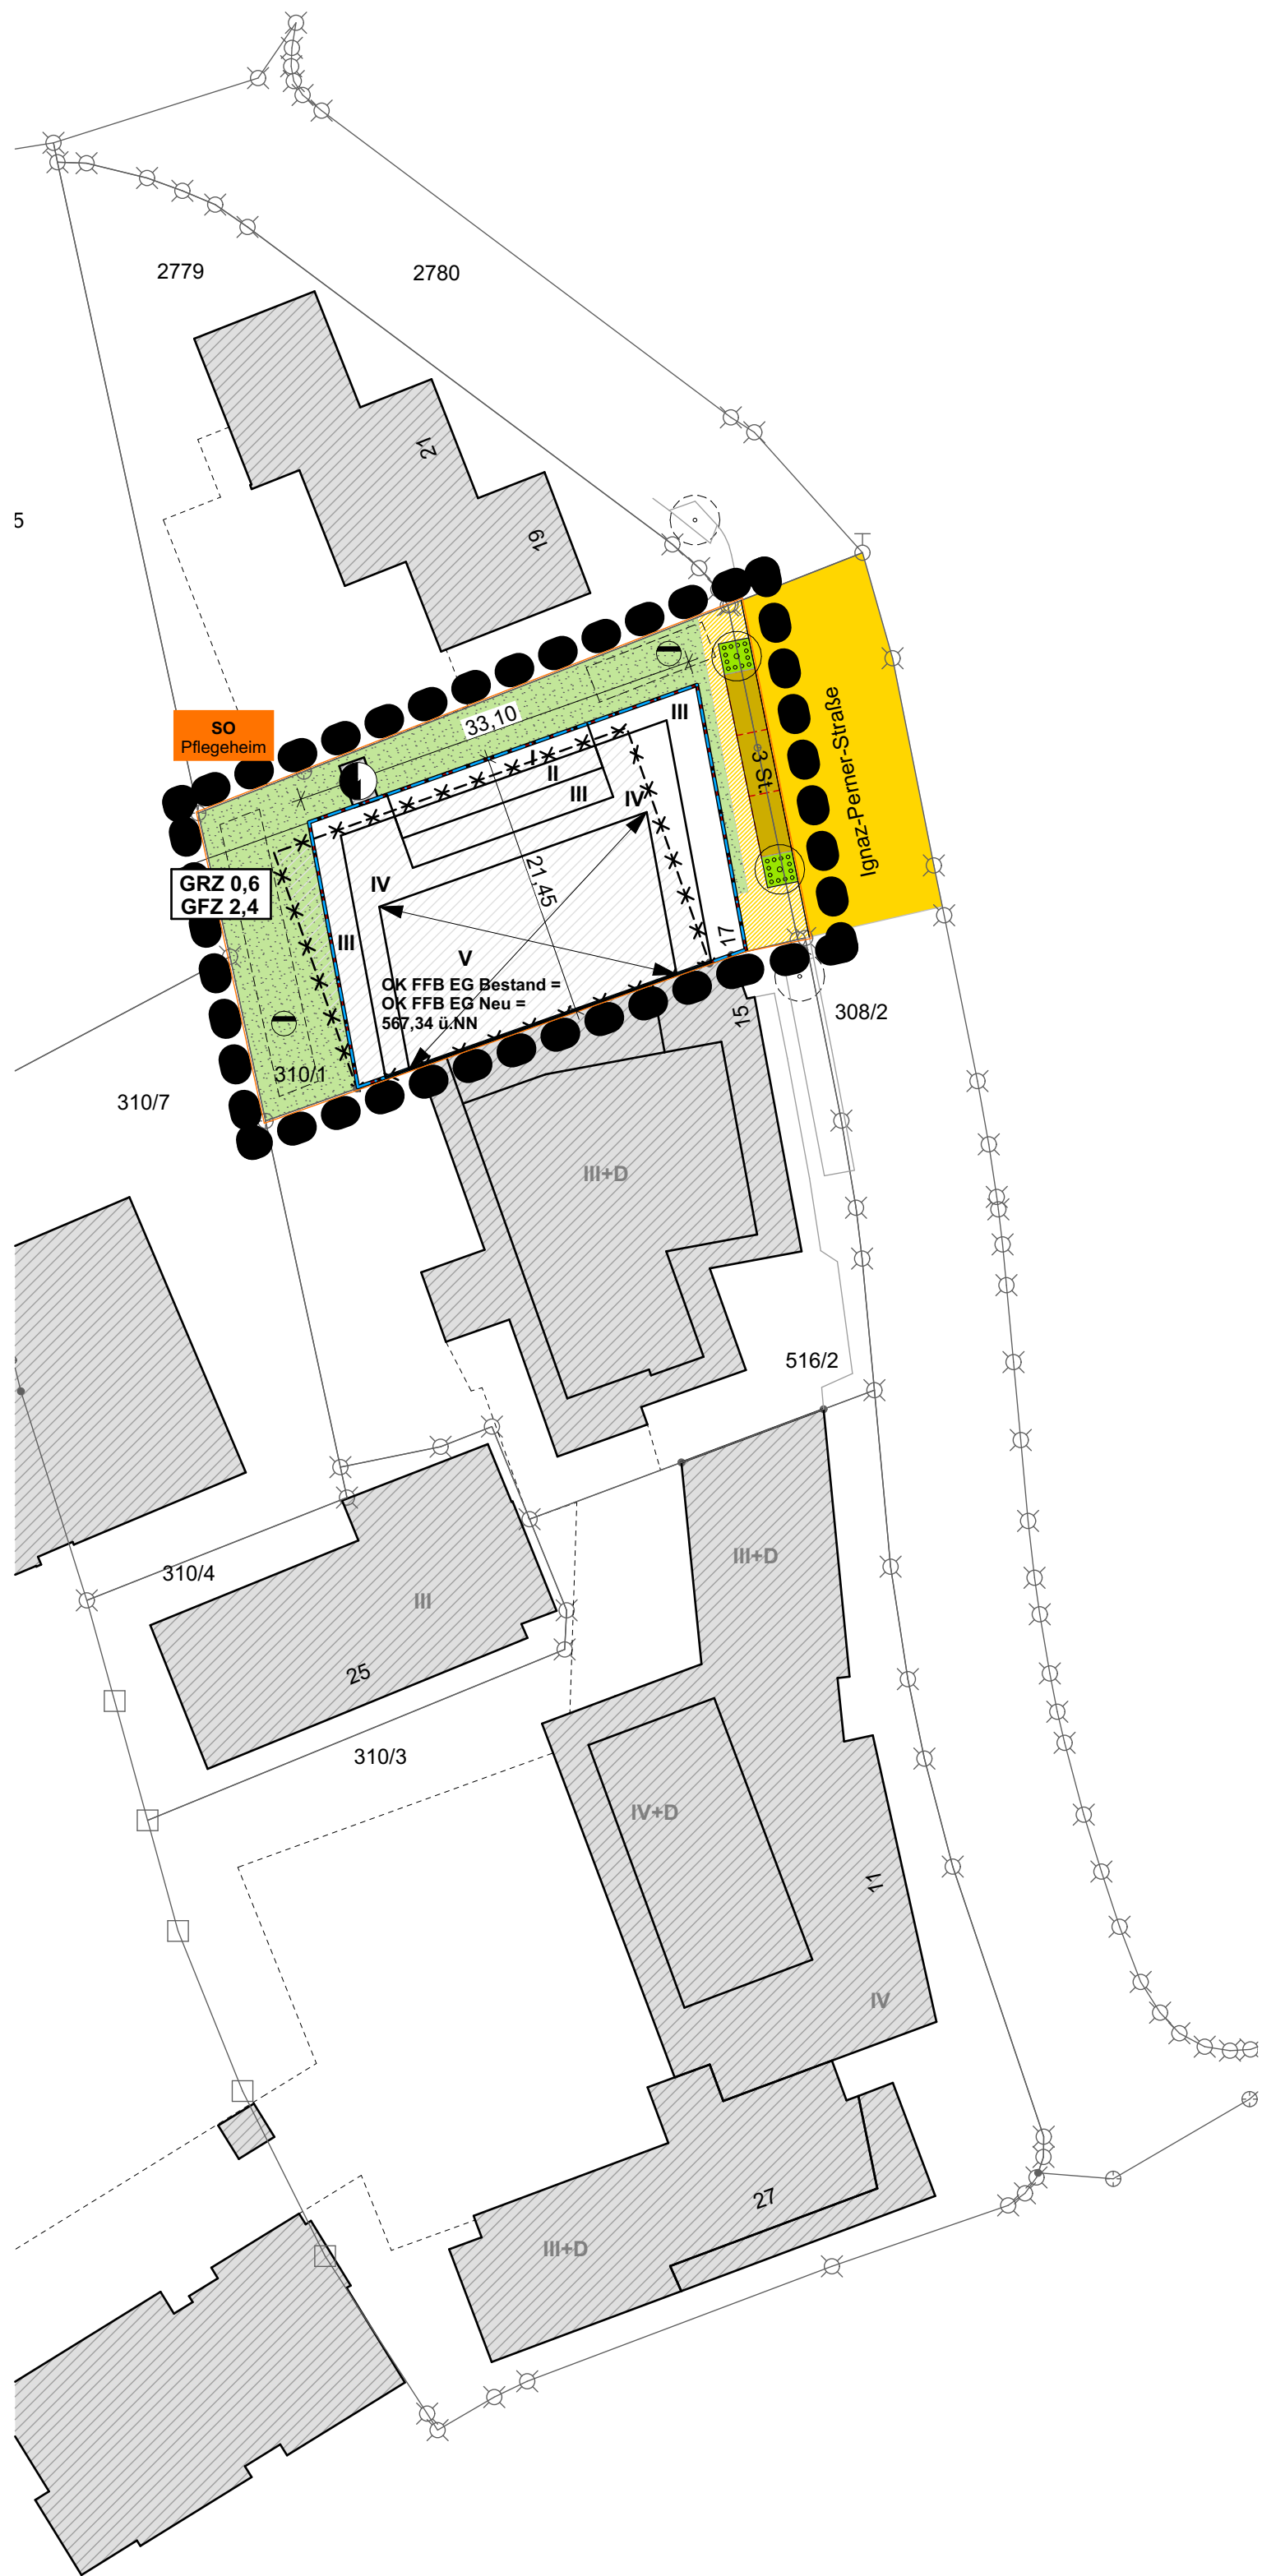 2779
2780
21
5
19
SO
Pflegeheim
33,10
III
I
II
III
IV
3 St.
Ignaz-Perner-Straße
GRZ 0,6
GFZ 2,4
IV
21,45
III
17
V
OK FFB EG Bestand =
OK FFB EG Neu =
567,34 ü.NN
15
308/2
310/1
310/7
III+D
516/2
III+D
310/4
III
25
310/3
IV+D
11
IV
27
III+D